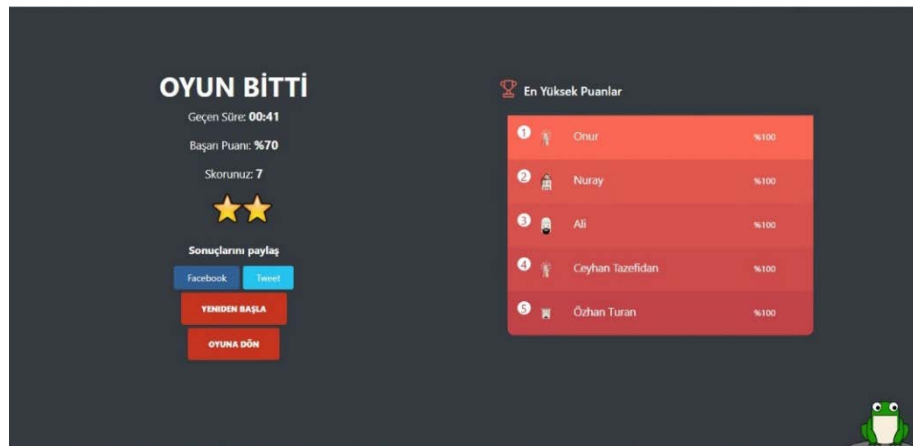 OYUN BİTTİ
Geçen Süre: 00:41
Başarı Puanı: %70
Skorunuz: 7
Sonuçlarını paylaş
Facebook Tweet
YENIDEN BAŞLA
OYUNA DÖN
En Yüksek Puanlar
1 Onur %100
2 Nuray %100
3 Ali %100
4 Ceyhan Tazefidan %100
5 Özhan Turan %100